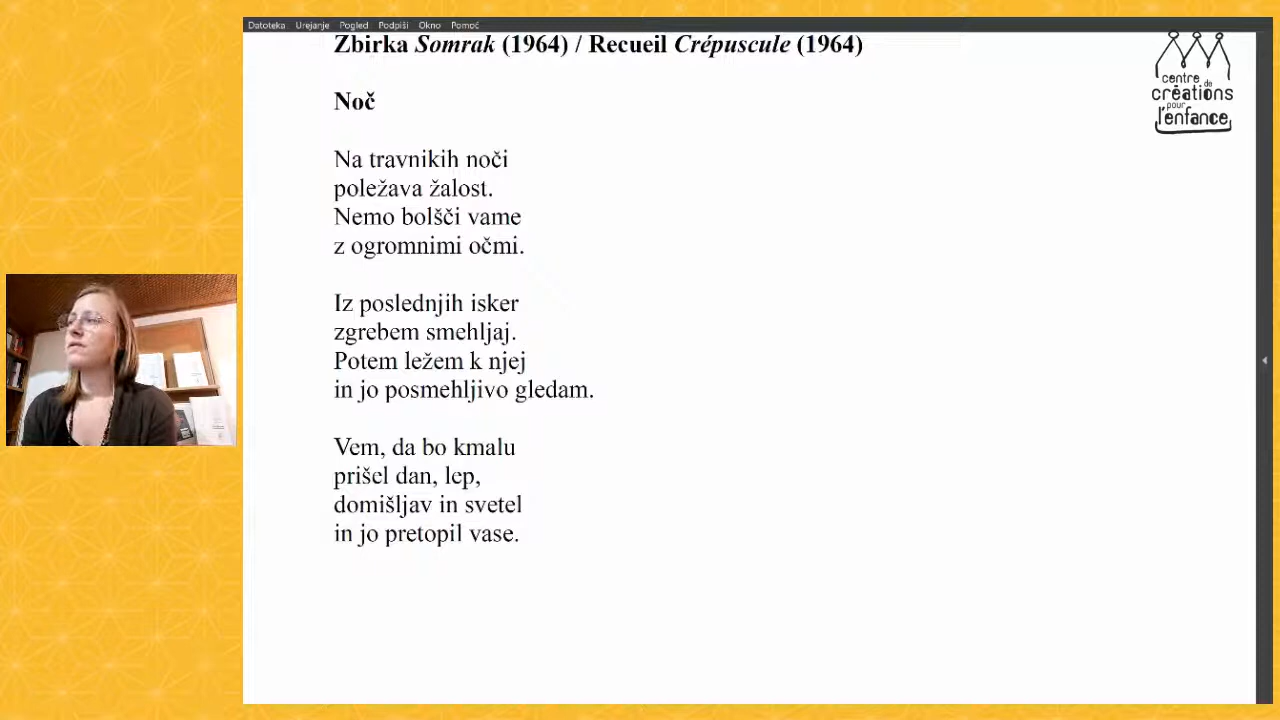 Datoteka Urejanje Pogled Podpiši Okno Pomoč
Zbirka Somrak (1964) / Recueil Crépuscule (1964)
Noč
Na travnikih noči
poležava žalost.
Nemo bolšči vame
z ogromnimi očmi.
Iz poslednjih isker
zgrebem smehljaj.
Potem ležem k njej
in jo posmehljivo gledam.
Vem, da bo kmalu
prišel dan, lep,
domišljav in svetel
in jo pretopil vase.
centre de
créations
pour
l'enfance